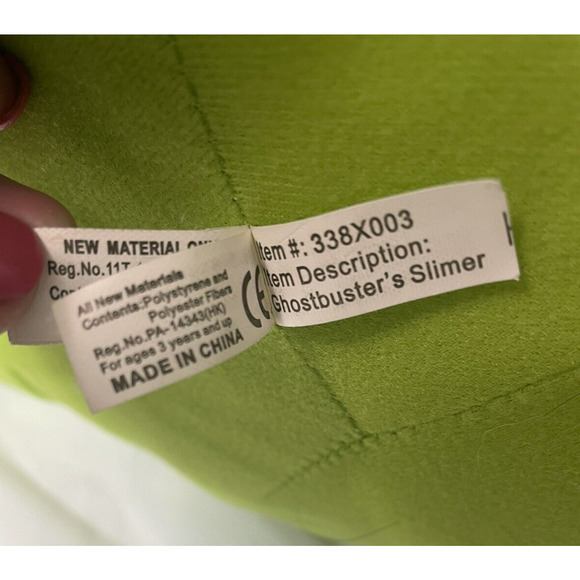 NEW MATERIAL
Reg.No.11T
All New Materials
Contents:Polystyrene and
Polyester Fibers
Reg.No.PA-14343(HK)
For ages 3 years and up
MADE IN CHINA
CE
Item #: 338X003
Item Description:
Ghostbuster's Slimer